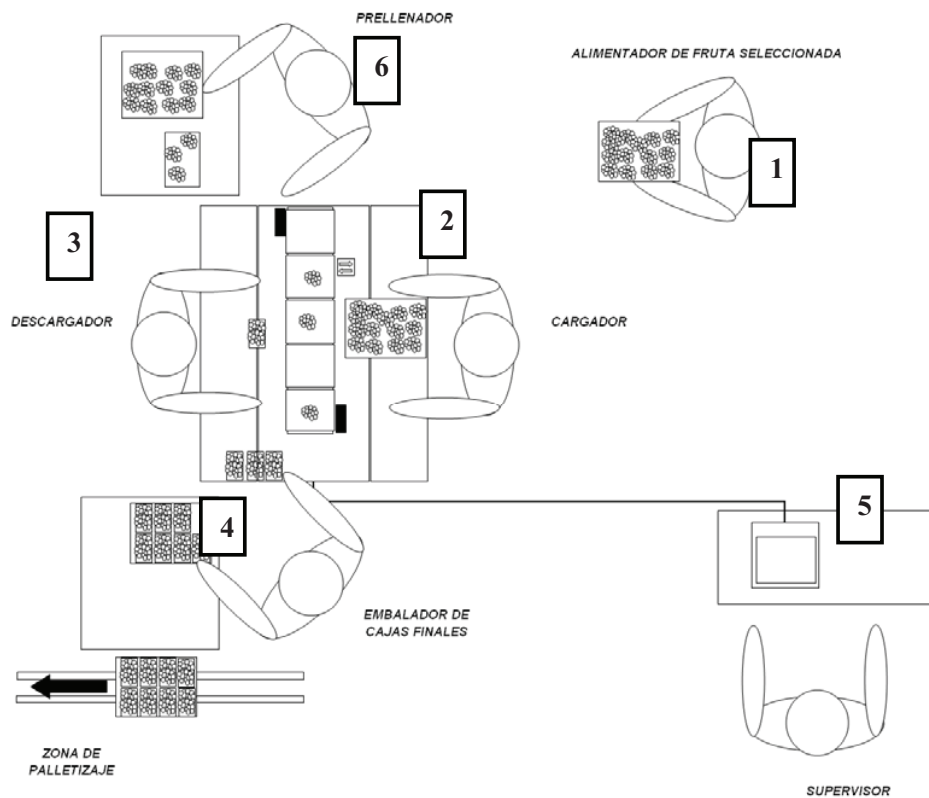 PRELLENADOR
6
ALIMENTADOR DE FRUTA SELECCIONADA
1
2
3
DESCARGADOR
CARGADOR
4
5
EMBALADOR DE
CAJAS FINALES
ZONA DE
PALLETIZAJE
SUPERVISOR